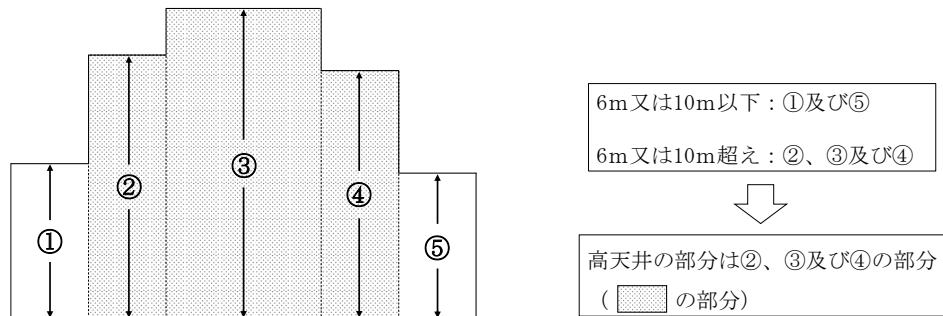 ①
②
③
④
⑤
6m又は10m以下：①及び⑤
6m又は10m超え：②、③及び④
高天井の部分は②、③及び④の部分
（ の部分）